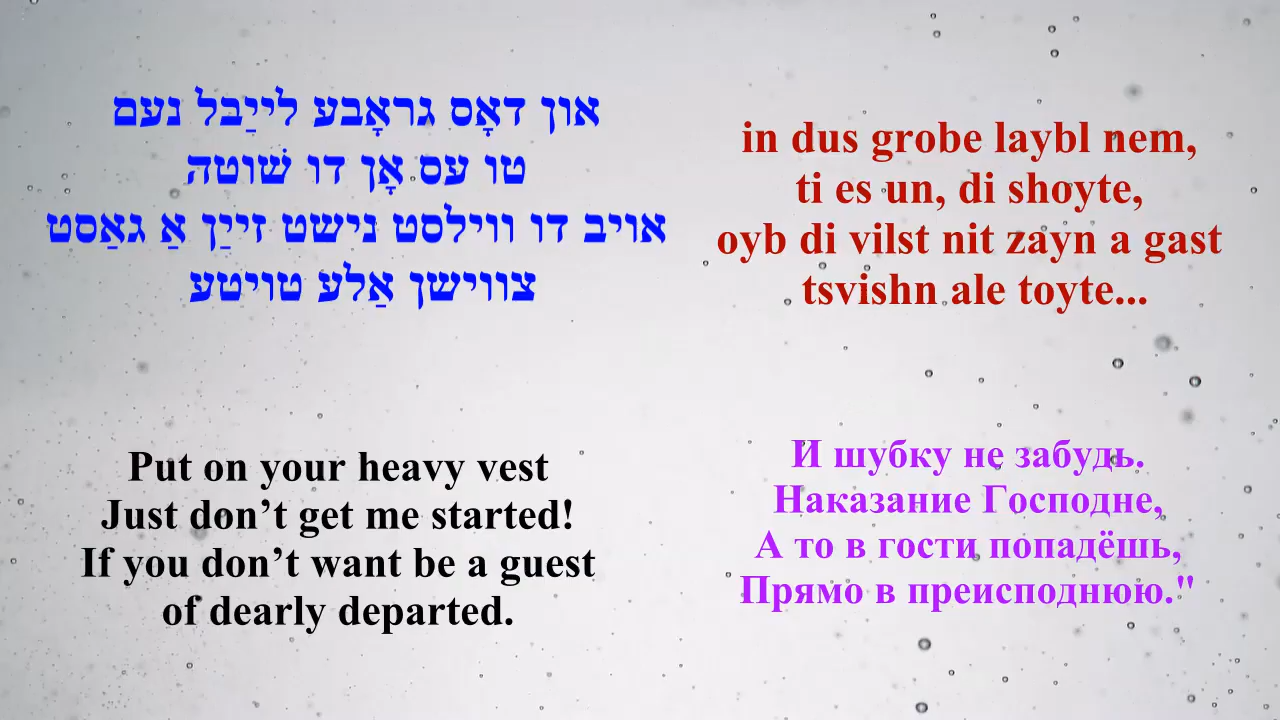 און דאָס גראָבע לייַבל נעם
טו עס אָן דו שׁוטה
אויב דו ווילסט נישט זייַן אַ גאַסט
צווישן אַלע טויטע
in dus grobe laybl nem,
ti es un, di shoyte,
oyb di vilst nit zayn a gast
tsvishn ale toyte...
Put on your heavy vest
Just don’t get me started!
If you don’t want be a guest
of dearly departed.
И шубку не забудь.
Наказание Господне,
А то в гости попадёшь,
Прямо в преисподнюю."